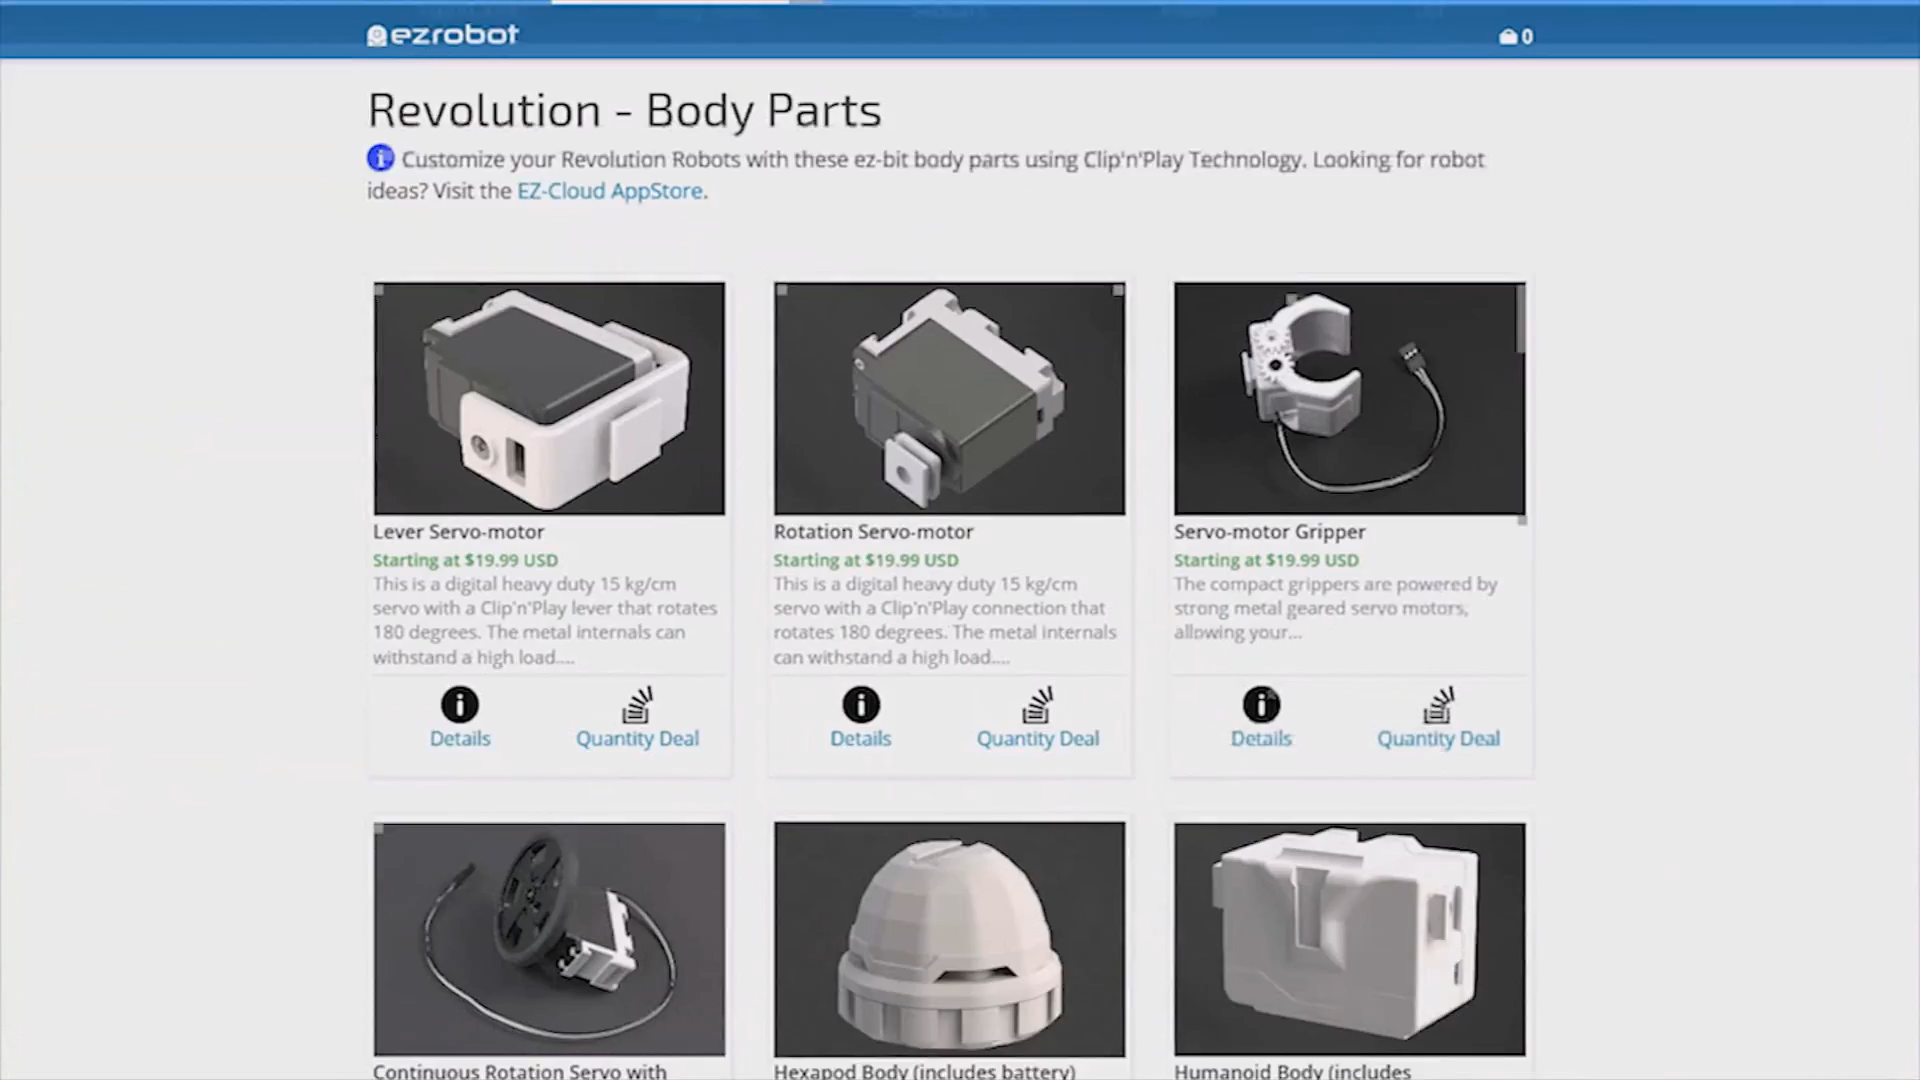 ezrobot
0
Revolution - Body Parts
Customize your Revolution Robots with these ez-bit body parts using Clip'n'Play Technology. Looking for robot
ideas? Visit the EZ-Cloud AppStore.
Lever Servo-motor
Starting at $19.99 USD
This is a digital heavy duty 15 kg/cm
servo with a Clip'n'Play lever that rotates
180 degrees. The metal internals can
withstand a high load....
Details
Quantity Deal
Rotation Servo-motor
Starting at $19.99 USD
This is a digital heavy duty 15 kg/cm
servo with a Clip'n'Play connection that
rotates 180 degrees. The metal internals
can withstand a high load....
Details
Quantity Deal
Servo-motor Gripper
Starting at $19.99 USD
The compact grippers are powered by
strong metal geared servo motors,
allowing your...
Details
Quantity Deal
Continuous Rotation Servo with
Hexapod Body (includes battery)
Humanoid Body (includes